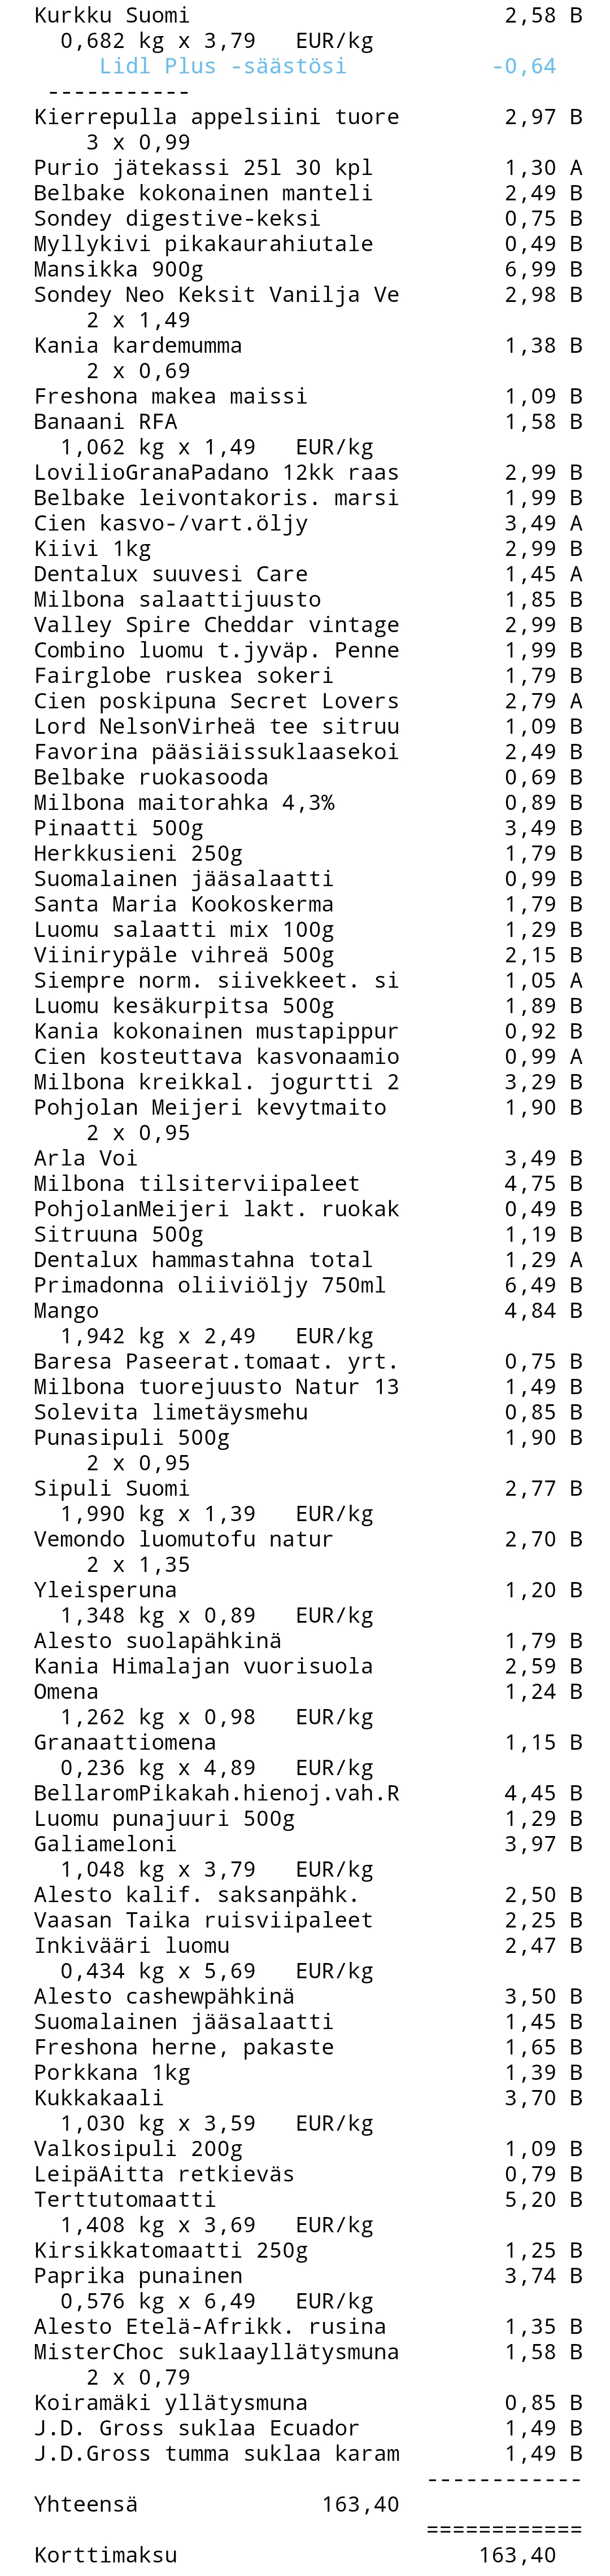 Kurkku Suomi 2,58 B
0,682 kg x 3,79 EUR/kg
Lidl Plus -säästösi -0,64
-----------
Kierrepulla appelsiini tuore 2,97 B
3 x 0,99
Purio jätekassi 25l 30 kpl 1,30 A
Belbake kokonainen manteli 2,49 B
Sondey digestive-keksi 0,75 B
Myllykivi pikakaurahiutale 0,49 B
Mansikka 900g 6,99 B
Sondey Neo Keksit Vanilja Ve 2,98 B
2 x 1,49
Kania kardemumma 1,38 B
2 x 0,69
Freshona makea maissi 1,09 B
Banaani RFA 1,58 B
1,062 kg x 1,49 EUR/kg
LovilioGranaPadano 12kk raas 2,99 B
Belbake leivontakoris. marsi 1,99 B
Cien kasvo-/vart.öljy 3,49 A
Kiivi 1kg 2,99 B
Dentalux suuvesi Care 1,45 A
Milbona salaattijuusto 1,85 B
Valley Spire Cheddar vintage 2,99 B
Combino luomu t.jyväp. Penne 1,99 B
Fairglobe ruskea sokeri 1,79 B
Cien poskipuna Secret Lovers 2,79 A
Lord NelsonVirheä tee sitruu 1,09 B
Favorina pääsiäissuklaasekoi 2,49 B
Belbake ruokasooda 0,69 B
Milbona maitorahka 4,3% 0,89 B
Pinaatti 500g 3,49 B
Herkkusieni 250g 1,79 B
Suomalainen jääsalaatti 0,99 B
Santa Maria Kookoskerma 1,79 B
Luomu salaatti mix 100g 1,29 B
Viinirypäle vihreä 500g 2,15 B
Siempre norm. siivekkeet. si 1,05 A
Luomu kesäkurpitsa 500g 1,89 B
Kania kokonainen mustapippur 0,92 B
Cien kosteuttava kasvonaamio 0,99 A
Milbona kreikkal. jogurtti 2 3,29 B
Pohjolan Meijeri kevytmaito 1,90 B
2 x 0,95
Arla Voi 3,49 B
Milbona tilsiterviipaleet 4,75 B
PohjolanMeijeri lakt. ruokak 0,49 B
Sitruuna 500g 1,19 B
Dentalux hammastahna total 1,29 A
Primadonna oliiviöljy 750ml 6,49 B
Mango 4,84 B
1,942 kg x 2,49 EUR/kg
Baresa Paseerat.tomaat. yrt. 0,75 B
Milbona tuorejuusto Natur 13 1,49 B
Solevita limetäysmehu 0,85 B
Punasipuli 500g 1,90 B
2 x 0,95
Sipuli Suomi 2,77 B
1,990 kg x 1,39 EUR/kg
Vemondo luomutofu natur 2,70 B
2 x 1,35
Yleisperuna 1,20 B
1,348 kg x 0,89 EUR/kg
Alesto suolapähkinä 1,79 B
Kania Himalajan vuorisuola 2,59 B
Omena 1,24 B
1,262 kg x 0,98 EUR/kg
Granaattiomena 1,15 B
0,236 kg x 4,89 EUR/kg
BellaromPikakah.hienoj.vah.R 4,45 B
Luomu punajuuri 500g 1,29 B
Galiameloni 3,97 B
1,048 kg x 3,79 EUR/kg
Alesto kalif. saksanpähk. 2,50 B
Vaasan Taika ruisviipaleet 2,25 B
Inkivääri luomu 2,47 B
0,434 kg x 5,69 EUR/kg
Alesto cashewpähkinä 3,50 B
Suomalainen jääsalaatti 1,45 B
Freshona herne, pakaste 1,65 B
Porkkana 1kg 1,39 B
Kukkakaali 3,70 B
1,030 kg x 3,59 EUR/kg
Valkosipuli 200g 1,09 B
LeipäAitta retkieväs 0,79 B
Terttutomaatti 5,20 B
1,408 kg x 3,69 EUR/kg
Kirsikkatomaatti 250g 1,25 B
Paprika punainen 3,74 B
0,576 kg x 6,49 EUR/kg
Alesto Etelä-Afrikk. rusina 1,35 B
MisterChoc suklaayllätysmuna 1,58 B
2 x 0,79
Koiramäki yllätysmuna 0,85 B
J.D. Gross suklaa Ecuador 1,49 B
J.D.Gross tumma suklaa karam 1,49 B
------------
Yhteensä 163,40
============
Korttimaksu 163,40